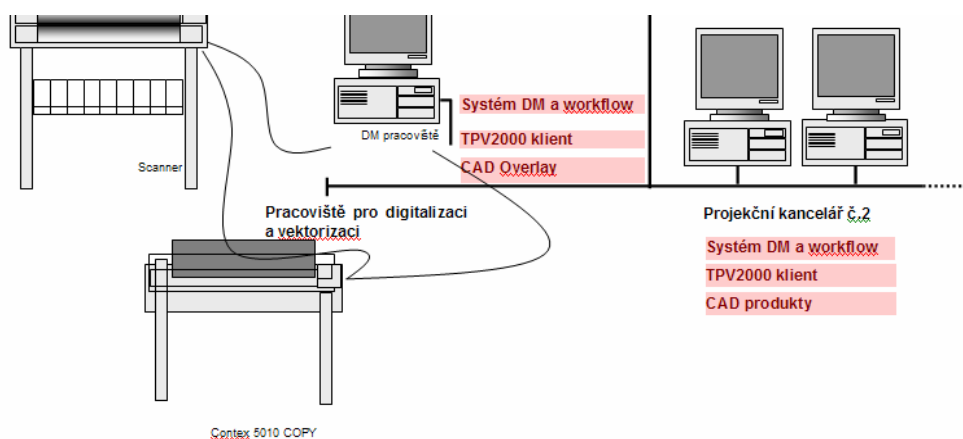 Systém DM a workflow
DM pracoviště
TPV2000 klient
CAD Overlay
Scanner
Pracoviště pro digitalizaci
a vektorizaci
Projekční kancelář č.2
Systém DM a workflow
TPV2000 klient
CAD produkty
Contex 5010 COPY